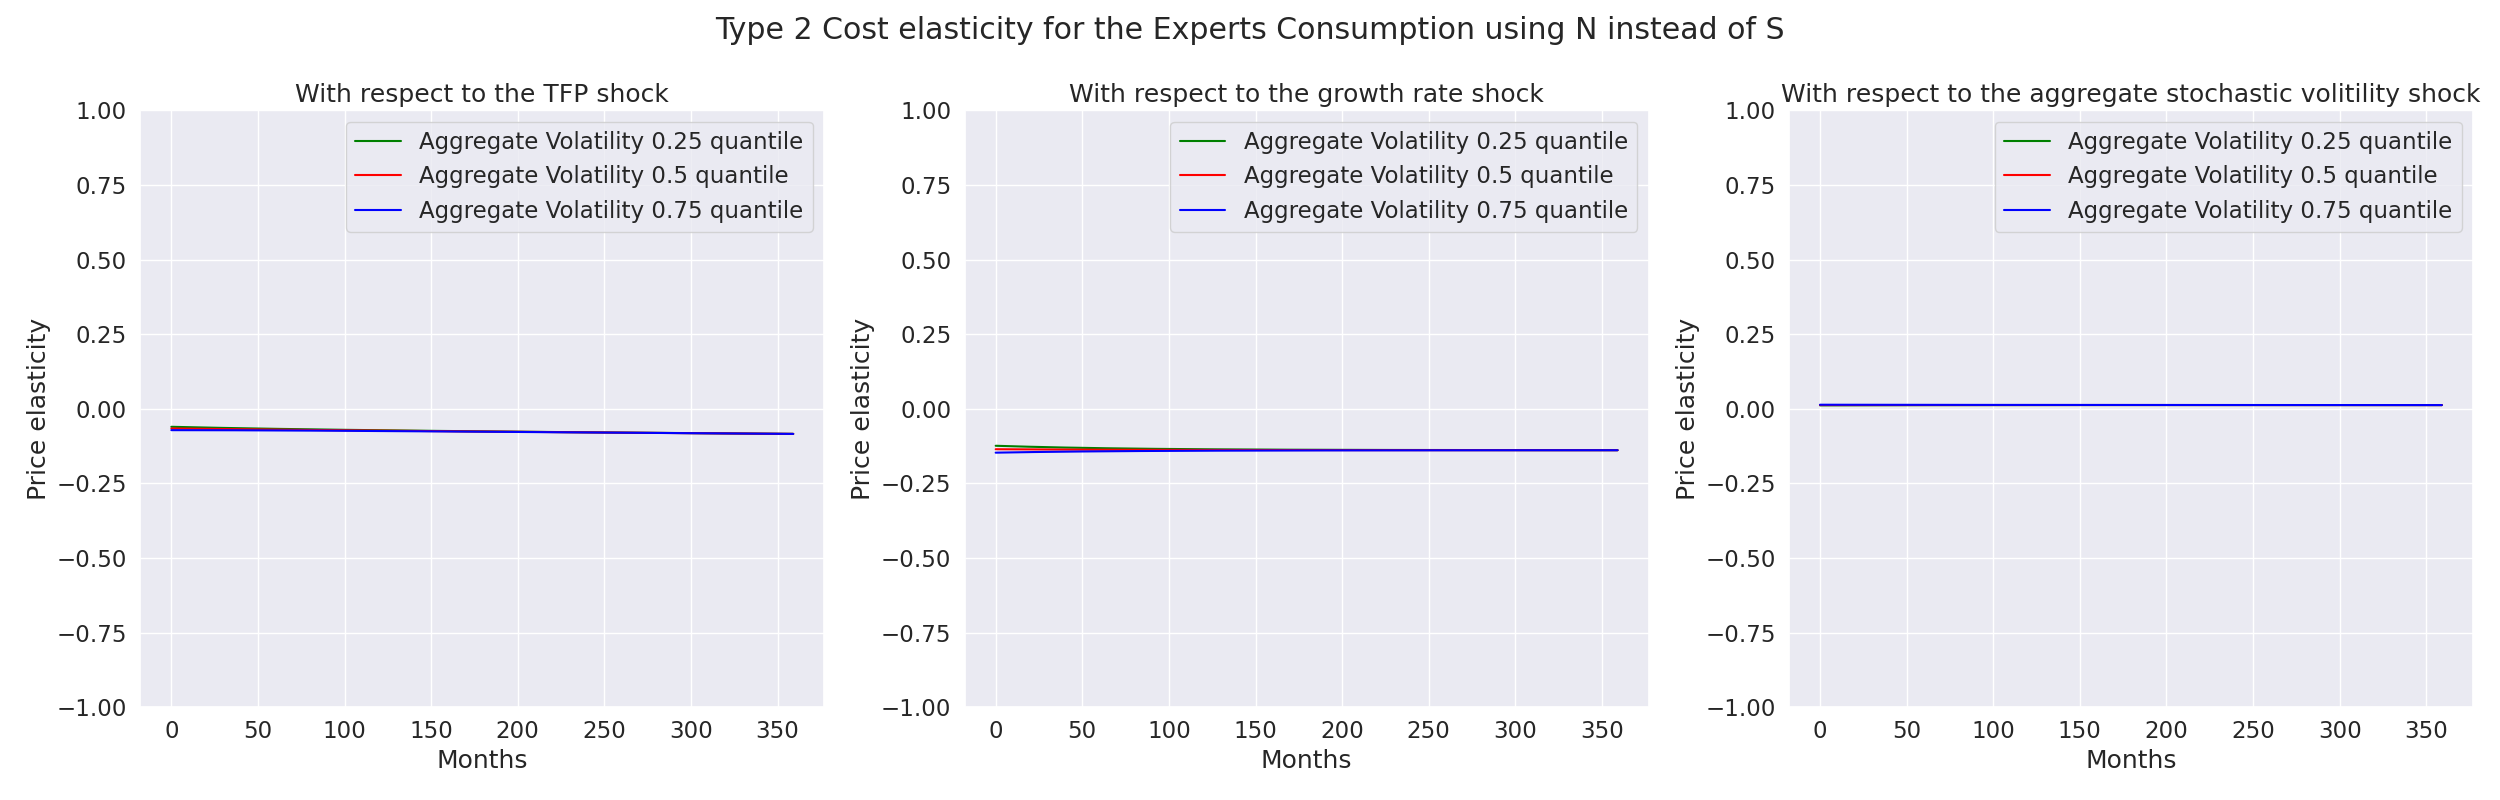 Type 2 Cost elasticity for the Experts Consumption using N instead of S
With respect to the TFP shock
1.00
0.75
0.50
0.25
0.00
−0.25
−0.50
−0.75
−1.00
Price elasticity
Aggregate Volatility 0.25 quantile
Aggregate Volatility 0.5 quantile
Aggregate Volatility 0.75 quantile
0 50 100 150 200 250 300 350
Months
With respect to the growth rate shock
1.00
0.75
0.50
0.25
0.00
−0.25
−0.50
−0.75
−1.00
Price elasticity
Aggregate Volatility 0.25 quantile
Aggregate Volatility 0.5 quantile
Aggregate Volatility 0.75 quantile
0 50 100 150 200 250 300 350
Months
With respect to the aggregate stochastic volitility shock
1.00
0.75
0.50
0.25
0.00
−0.25
−0.50
−0.75
−1.00
Price elasticity
Aggregate Volatility 0.25 quantile
Aggregate Volatility 0.5 quantile
Aggregate Volatility 0.75 quantile
0 50 100 150 200 250 300 350
Months